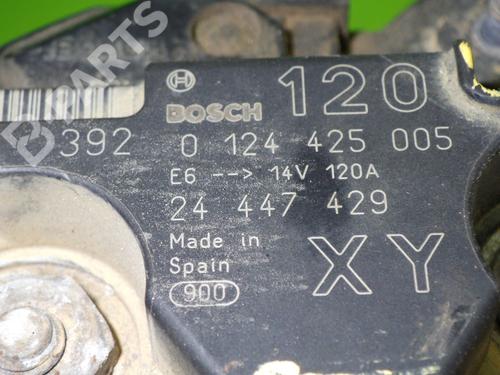 B-PARTS
BOSCH 120
392 0 124 425 005
E6 --> 14V 120A
24 447 429
Made in
Spain
900
XY